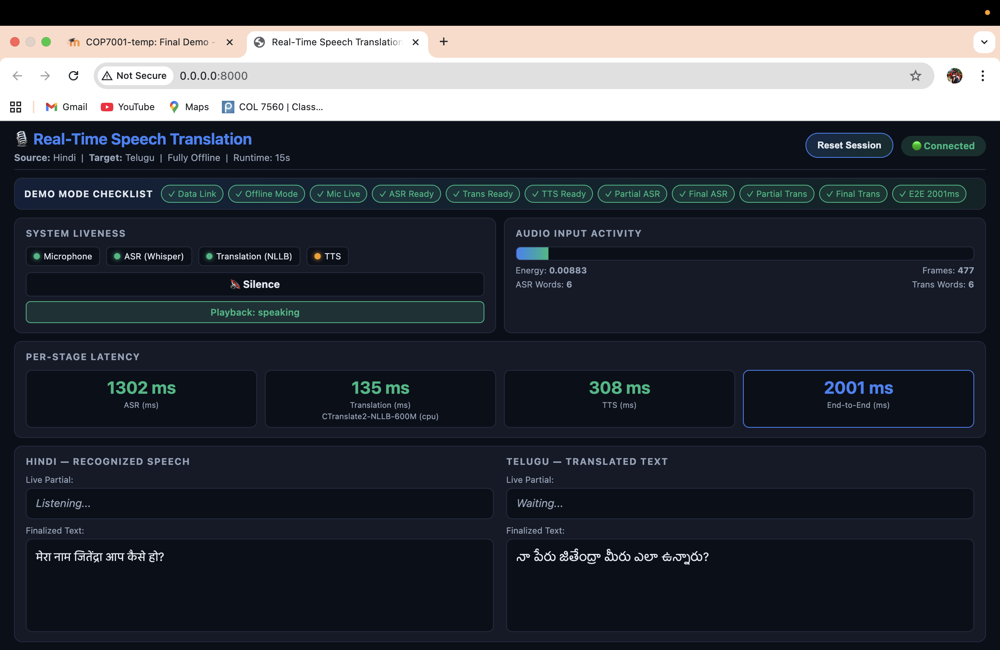 COP7001-temp: Final Demo -
Real-Time Speech Translation
Not Secure 0.0.0.0:8000
Gmail YouTube Maps COL 7560 | Class...
Real-Time Speech Translation
Reset Session Connected
Source: Hindi | Target: Telugu | Fully Offline | Runtime: 15s
DEMO MODE CHECKLIST ✓ Data Link ✓ Offline Mode ✓ Mic Live ✓ ASR Ready ✓ Trans Ready ✓ TTS Ready ✓ Partial ASR ✓ Final ASR ✓ Partial Trans ✓ Final Trans ✓ E2E 2001ms
SYSTEM LIVENESS
Microphone ASR (Whisper) Translation (NLLB) TTS
Silence
Playback: speaking
AUDIO INPUT ACTIVITY
Energy: 0.00883 Frames: 477
ASR Words: 6 Trans Words: 6
PER-STAGE LATENCY
1302 ms
ASR (ms)
135 ms
Translation (ms)
CTranslate2-NLLB-600M (cpu)
308 ms
TTS (ms)
2001 ms
End-to-End (ms)
HINDI — RECOGNIZED SPEECH
Live Partial:
Listening...
Finalized Text:
मेरा नाम जितेंद्रा आप कैसे हो?
TELUGU — TRANSLATED TEXT
Live Partial:
Waiting...
Finalized Text:
నా పేరు జితేంద్రా మీరు ఎలా ఉన్నారు?